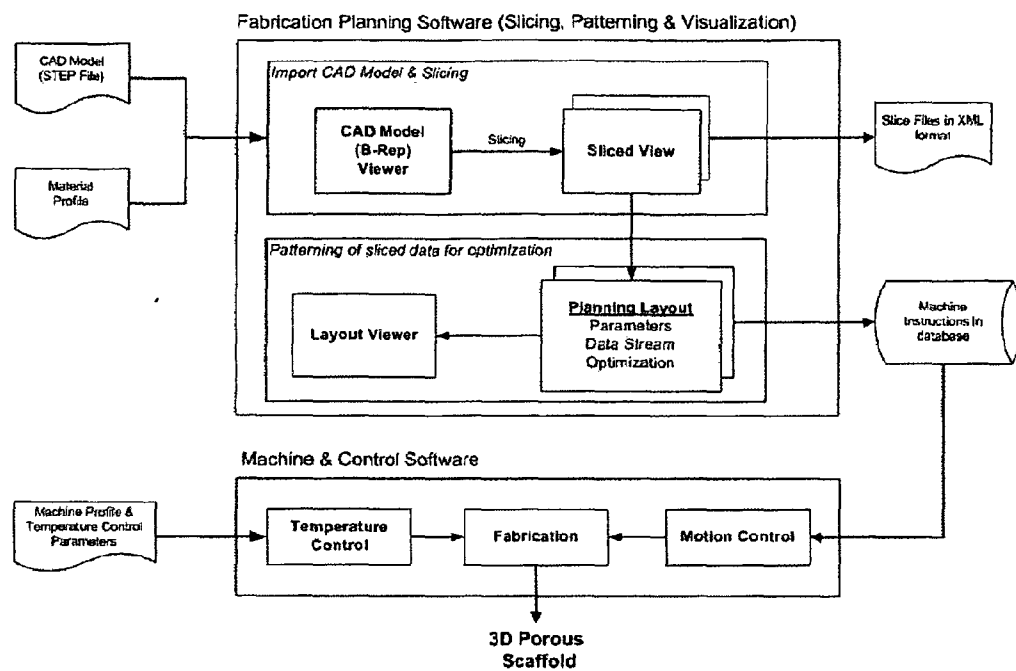 Fabrication Planning Software (Slicing, Patterning & Visualization)
CAD Model
(STEP File)
Material
Profile
Import CAD Model & Slicing
CAD Model
(B-Rep)
Viewer
Slicing
Sliced View
Slice Files in XML
format
Patterning of sliced data for optimization
Layout Viewer
Planning Layout
Parameters
Data Stream
Optimization
Machine
Instructions in
database
Machine & Control Software
Machine Profile &
Temperature Control
Parameters
Temperature
Control
Fabrication
Motion Control
3D Porous
Scaffold